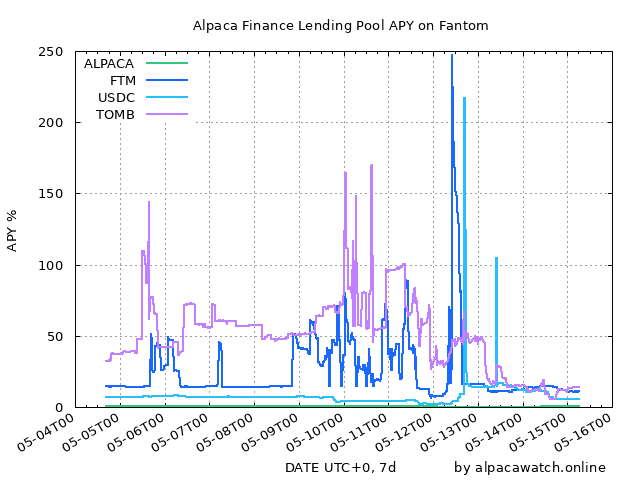 Alpaca Finance Lending Pool APY on Fantom
250
200
150
100
50
0
APY %
ALPACA
FTM
USDC
TOMB
05-04T00
05-05T00
05-06T00
05-07T00
05-08T00
05-09T00
05-10T00
05-11T00
05-12T00
05-13T00
05-14T00
05-15T00
05-16T00
DATE UTC+0, 7d
by alpacawatch.online